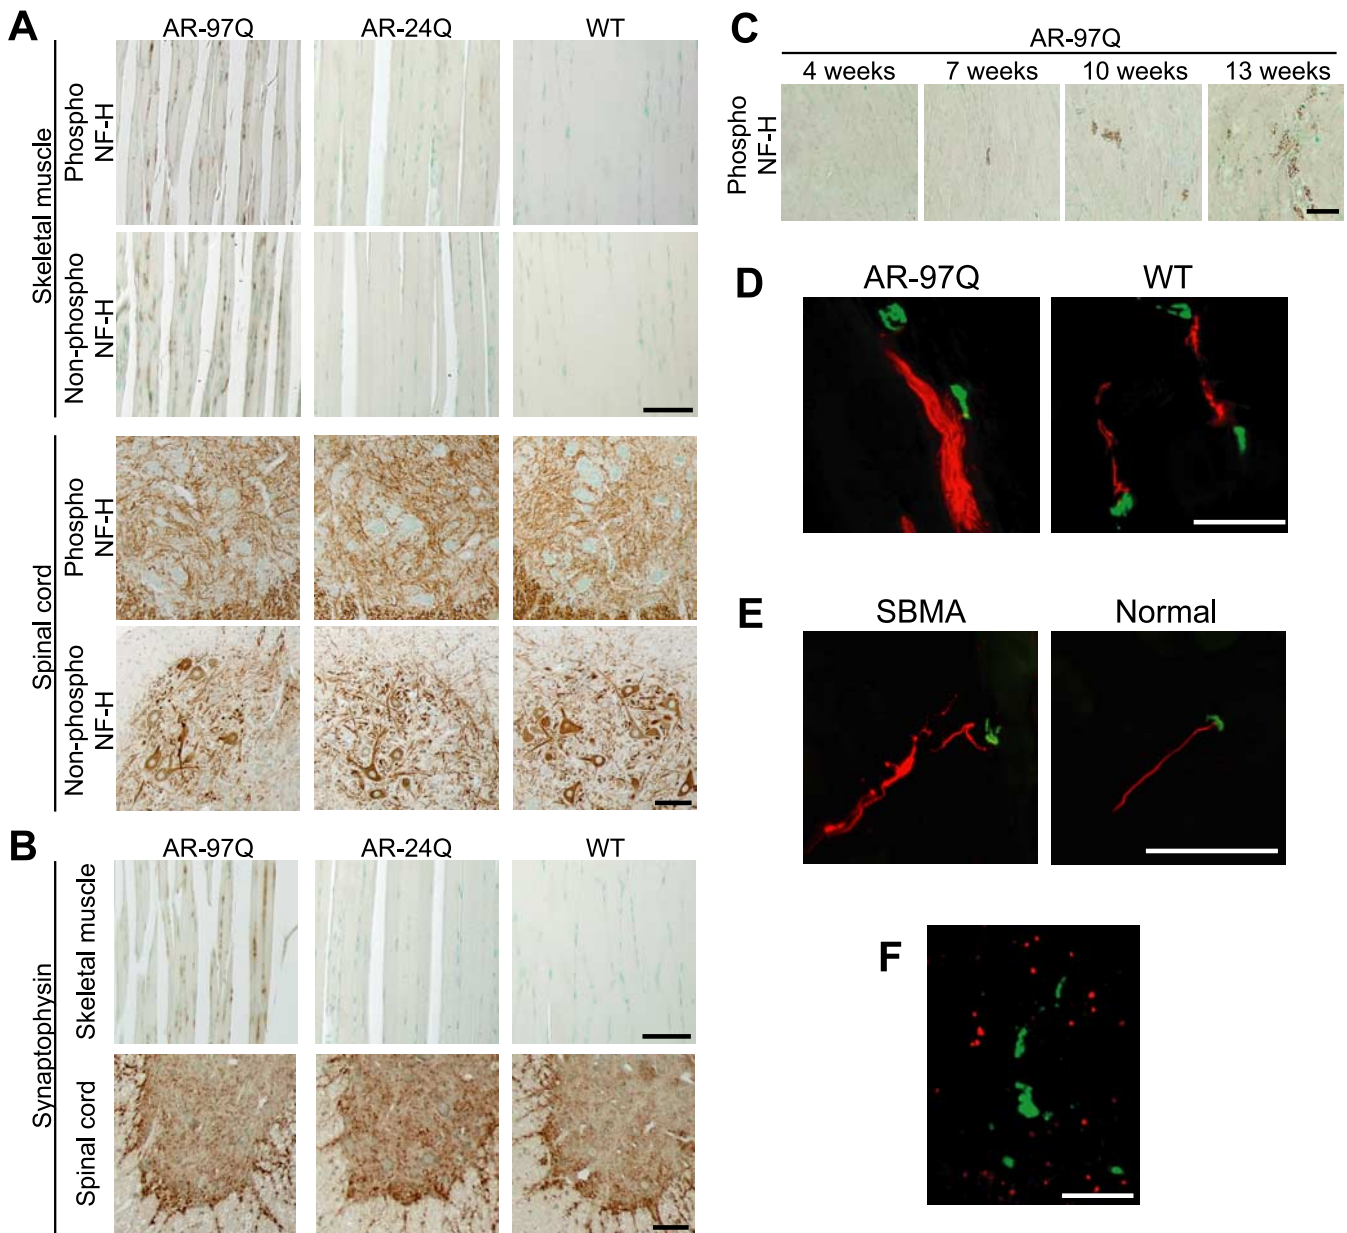 A
AR-97Q
AR-24Q
WT
Skeletal muscle
Phospho
NF-H
Non-phospho
NF-H
Spinal cord
Phospho
NF-H
Non-phospho
NF-H
B
AR-97Q
AR-24Q
WT
Synaptophysin
Skeletal muscle
Spinal cord
C
AR-97Q
4 weeks
7 weeks
10 weeks
13 weeks
Phospho
NF-H
D
AR-97Q
WT
E
SBMA
Normal
F